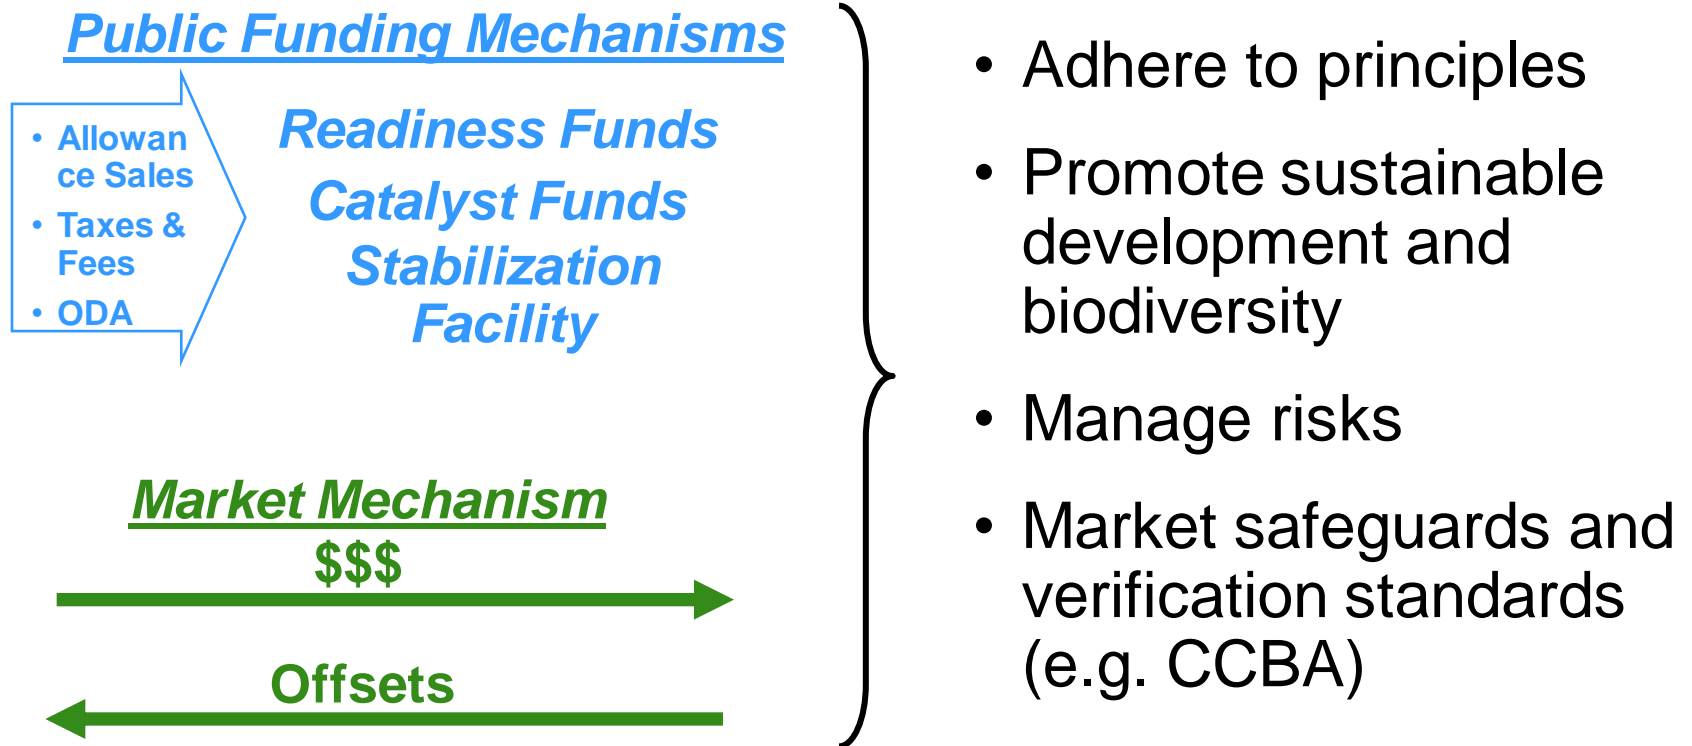 Public Funding Mechanisms
• Allowan
ce Sales
• Taxes &
Fees
• ODA
Readiness Funds
Catalyst Funds
Stabilization
Facility
Market Mechanism
$$$
Offsets
• Adhere to principles
• Promote sustainable
development and
biodiversity
• Manage risks
• Market safeguards and
verification standards
(e.g. CCBA)